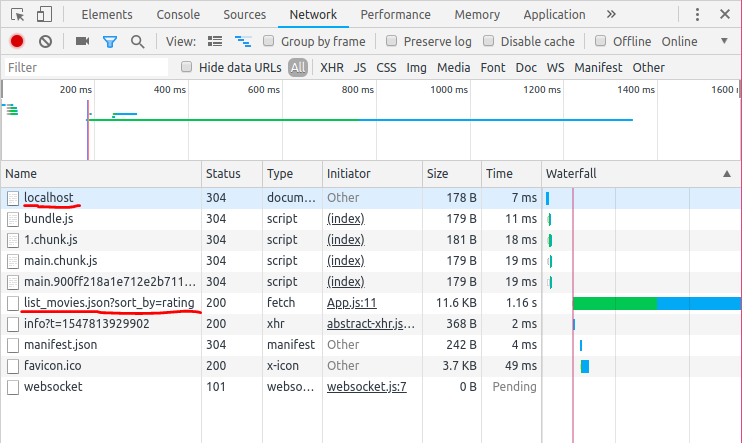 Elements Console Sources Network Performance Memory Application »
View: Group by frame Preserve log Disable cache Offline Online
Filter Hide data URLs All XHR JS CSS Img Media Font Doc WS Manifest Other
200 ms 400 ms 600 ms 800 ms 1000 ms 1200 ms 1400 ms 1600 m
Name Status Type Initiator Size Time Waterfall
localhost 304 docum… Other 178 B 7 ms
bundle.js 304 script (index) 179 B 11 ms
1.chunk.js 304 script (index) 181 B 18 ms
main.chunk.js 304 script (index) 179 B 19 ms
main.900ff218a1e712e2b711… 304 script (index) 179 B 19 ms
list_movies.json?sort_by=rating 200 fetch App.js:11 11.6 KB 1.16 s
info?t=1547813929902 200 xhr abstract-xhr.js… 368 B 2 ms
manifest.json 304 manifest Other 242 B 4 ms
favicon.ico 200 x-icon Other 3.7 KB 49 ms
websocket 101 webso… websocket.js:7 0 B Pending